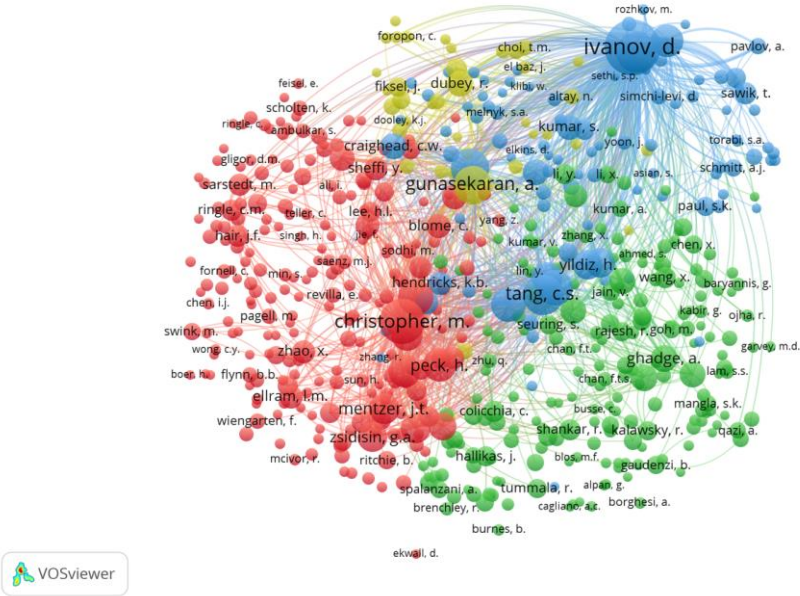 rozhkov, m.
foropon, c.
choi, t.m.
ivanov, d.
pavlov, a.
el baz, j.
sethi, s.p.
feisel, e.
fiksel, j.
dubey, r.
klibi, w.
altay, n.
simchi-levi, d.
sawik, t.
scholten, k.
melnyk, s.a.
ringle, c.
ambulkar, s.
dooley, k.j.
kumar, s.
craighead, c.w.
elkins, d.
yoon, j.
torabi, s.a.
gligor, d.m.
sheffi, y.
li, y.
li, x.
asian, s.
schmitt, a.j.
sarstedt, m.
ali, i.
gunasekaran, a.
ringle, c.m.
teller, c.
lee, h.l.
kumar, a.
paul, s.k.
blome, c.
yang, z.
hair, j.f.
singh, h.
jie, f.
kumar, v.
zhang, x.
chen, x.
sodhi, m.
ahmed, s.
fornell, c.
min, s.
saenz, m.j.
lin, y.
yildiz, h.
wang, x.
baryannis, g.
hendricks, k.b.
chen, i.j.
revilla, e.
tang, c.s.
jain, v.
kabir, g.
ojha, r.
pagell, m.
christopher, m.
seuring, s.
rajesh, r.
goh, m.
swink, m.
wong, c.y.
zhao, x.
zhang, r.
zhu, q.
chan, f.t.
ghadge, a.
garvey, m.d.
boer, h.
flynn, b.b.
sun, h.
peck, h.
chan, f.t.s.
lam, s.s.
ellram, l.m.
mentzer, j.t.
colicchia, c.
busse, c.
mangla, s.k.
wiengarten, f.
zsidisin, g.a.
shankar, r.
kalawsky, r.
qazi, a.
mcivor, r.
ritchie, b.
hallikas, j.
blos, m.f.
gaudenzi, b.
spalanzani, a.
tummala, r.
alpan, g.
brenchley, r.
cagliano, a.c.
borghesi, a.
burnes, b.
ekwall, d.
VOSviewer